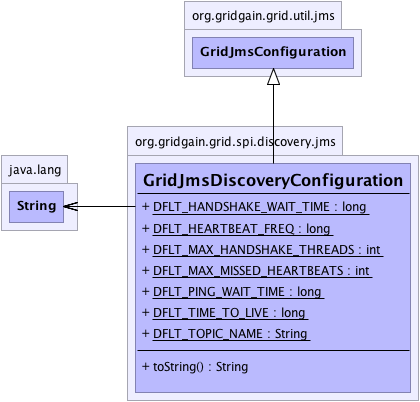 org.gridgain.grid.util.jms
GridJmsConfiguration
org.gridgain.grid.spi.discovery.jms
java.lang
String
GridJmsDiscoveryConfiguration
+ DFLT_HANDSHAKE_WAIT_TIME : long
+ DFLT_HEARTBEAT_FREQ : long
+ DFLT_MAX_HANDSHAKE_THREADS : int
+ DFLT_MAX_MISSED_HEARTBEATS : int
+ DFLT_PING_WAIT_TIME : long
+ DFLT_TIME_TO_LIVE : long
+ DFLT_TOPIC_NAME : String
+ toString() : String